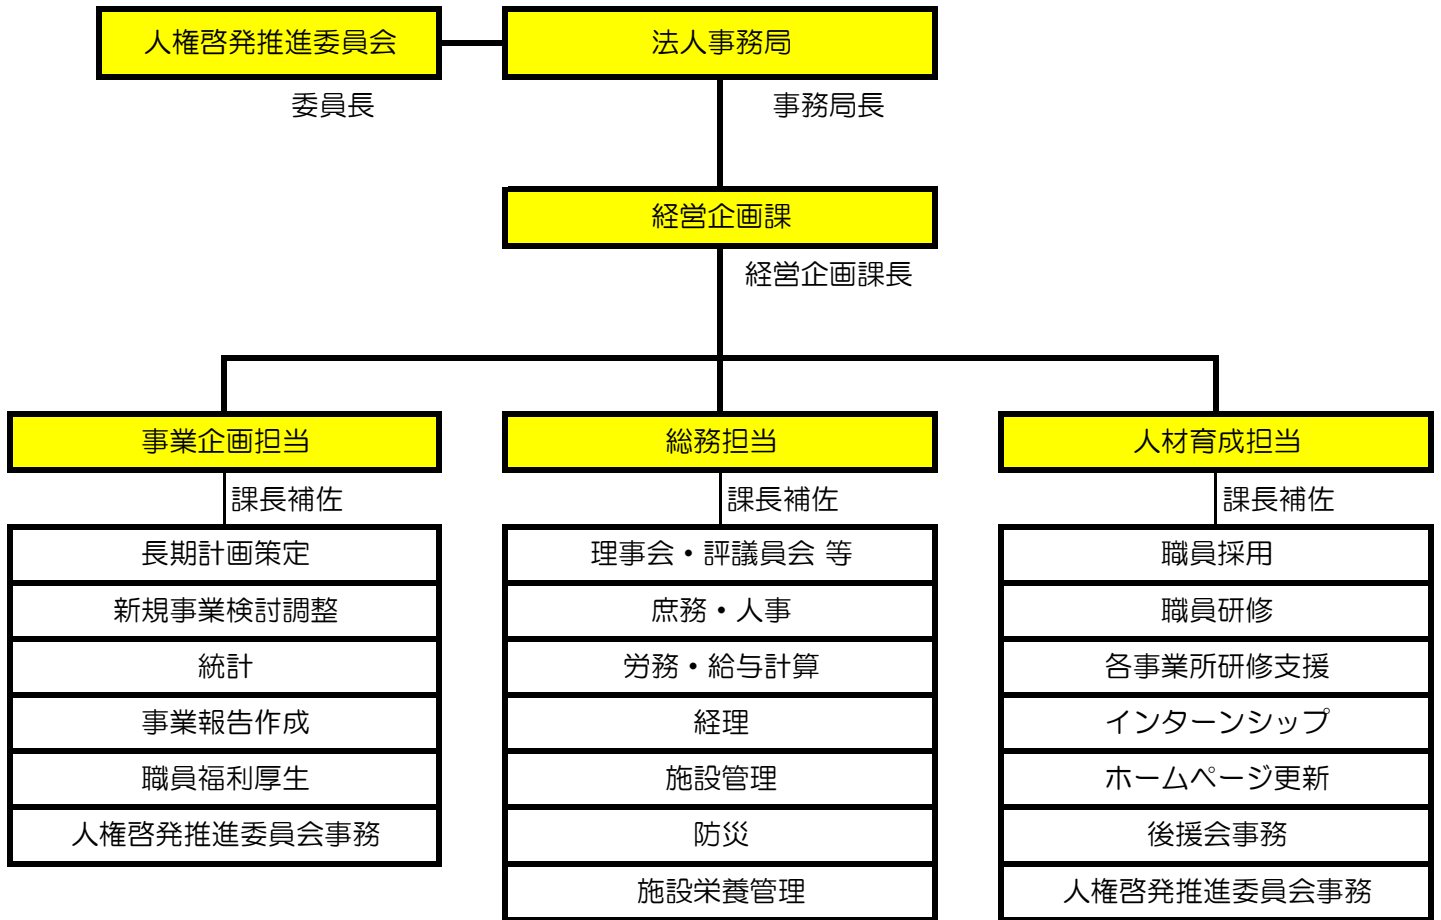 人権啓発推進委員会
法人事務局
委員長
事務局長
経営企画課
経営企画課長
事業企画担当
課長補佐
長期計画策定
新規事業検討調整
統計
事業報告作成
職員福利厚生
人権啓発推進委員会事務
総務担当
課長補佐
理事会・評議員会 等
庶務・人事
労務・給与計算
経理
施設管理
防災
施設栄養管理
人材育成担当
課長補佐
職員採用
職員研修
各事業所研修支援
インターンシップ
ホームページ更新
後援会事務
人権啓発推進委員会事務